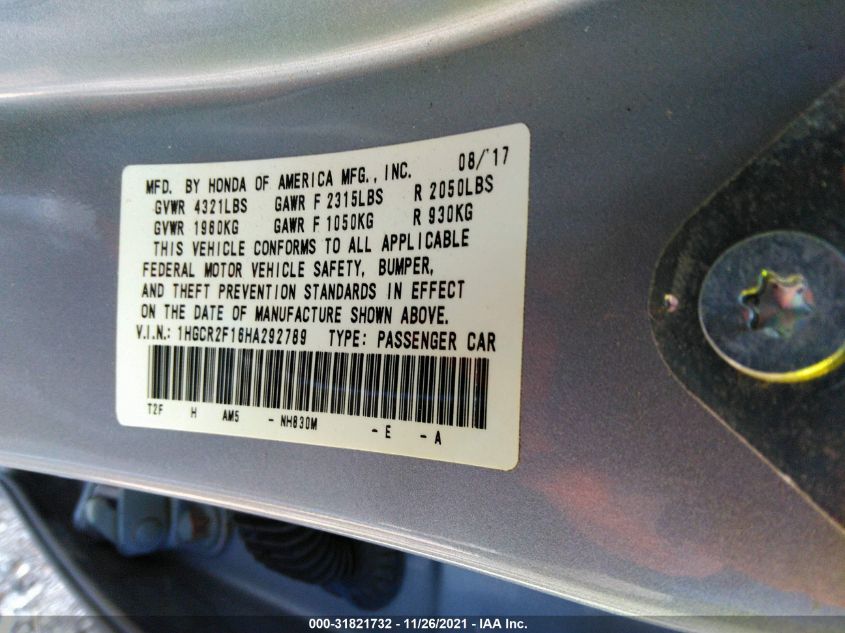 MFD. BY HONDA OF AMERICA MFG., INC. 08/'17
GVWR 4321LBS GAWR F 2315LBS R 2050LBS
GVWR 1960KG GAWR F 1050KG R 930KG
THIS VEHICLE CONFORMS TO ALL APPLICABLE
FEDERAL MOTOR VEHICLE SAFETY, BUMPER,
AND THEFT PREVENTION STANDARDS IN EFFECT
ON THE DATE OF MANUFACTURE SHOWN ABOVE.
V.I.N.: 1HGCR2F16HA292789 TYPE: PASSENGER CAR
T2F H AM5 - NH830M - E - A
000-31821732 - 11/26/2021 - IAA Inc.